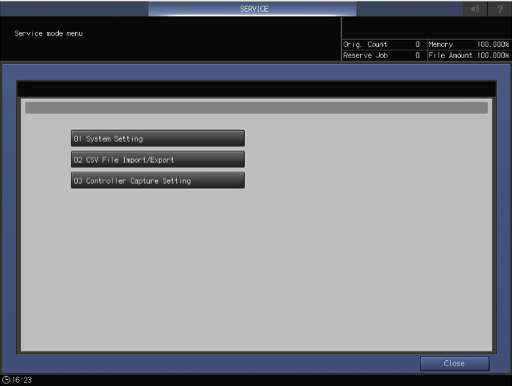 SERVICE
?
Service mode menu
Orig. Count 0 Memory 100.000%
Reserve Job 0 File Amount 100.000%
01 System Setting
02 CSV File Import/Export
03 Controller Capture Setting
Close
16:23